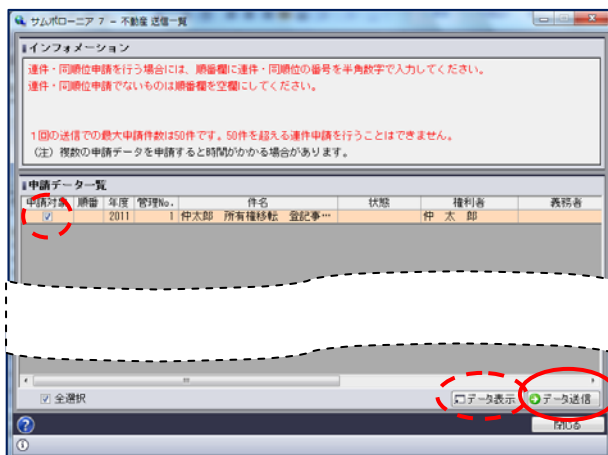 サムポローニア 7 - 不動産 送信一覧
インフォメーション
連件・同順位申請を行う場合には、順番欄に連件・同順位の番号を半角数字で入力してください。
連件・同順位申請でないものは順番欄を空欄にしてください。
1回の送信での最大申請件数は50件です。50件を超える連件申請を行うことはできません。
(注) 複数の申請データを申請すると時間がかかる場合があります。
申請データ一覧
申請対象 順番 年度 管理No. 件名 状態 権利者 義務者
2011 1 仲太郎 所有権移転 登記事… 仲 太 郎
全選択 データ表示 データ送信
閉じる